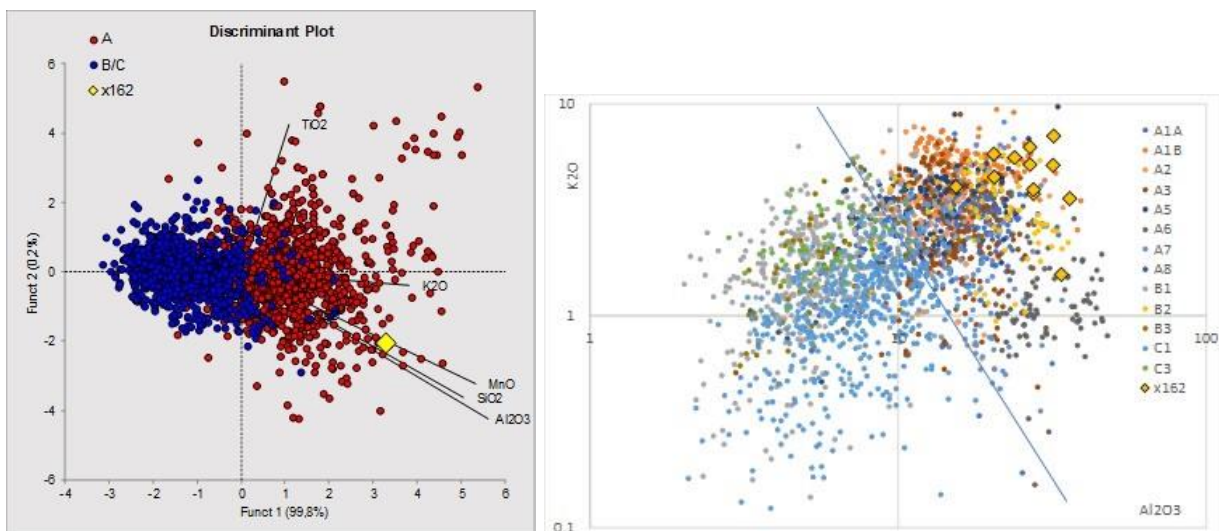 Discriminant Plot
A
B/C
x162
TiO2
K2O
MnO
SiO2
Al2O3
6
4
2
0
-2
-4
-6
-4 -3 -2 -1 0 1 2 3 4 5 6
Funct 2 (0,2%)
Funct 1 (99,8%)
10
1
0.1
K2O
1 10 100
Al2O3
A1A
A1B
A2
A3
A5
A6
A7
A8
B1
B2
B3
C1
C3
x162